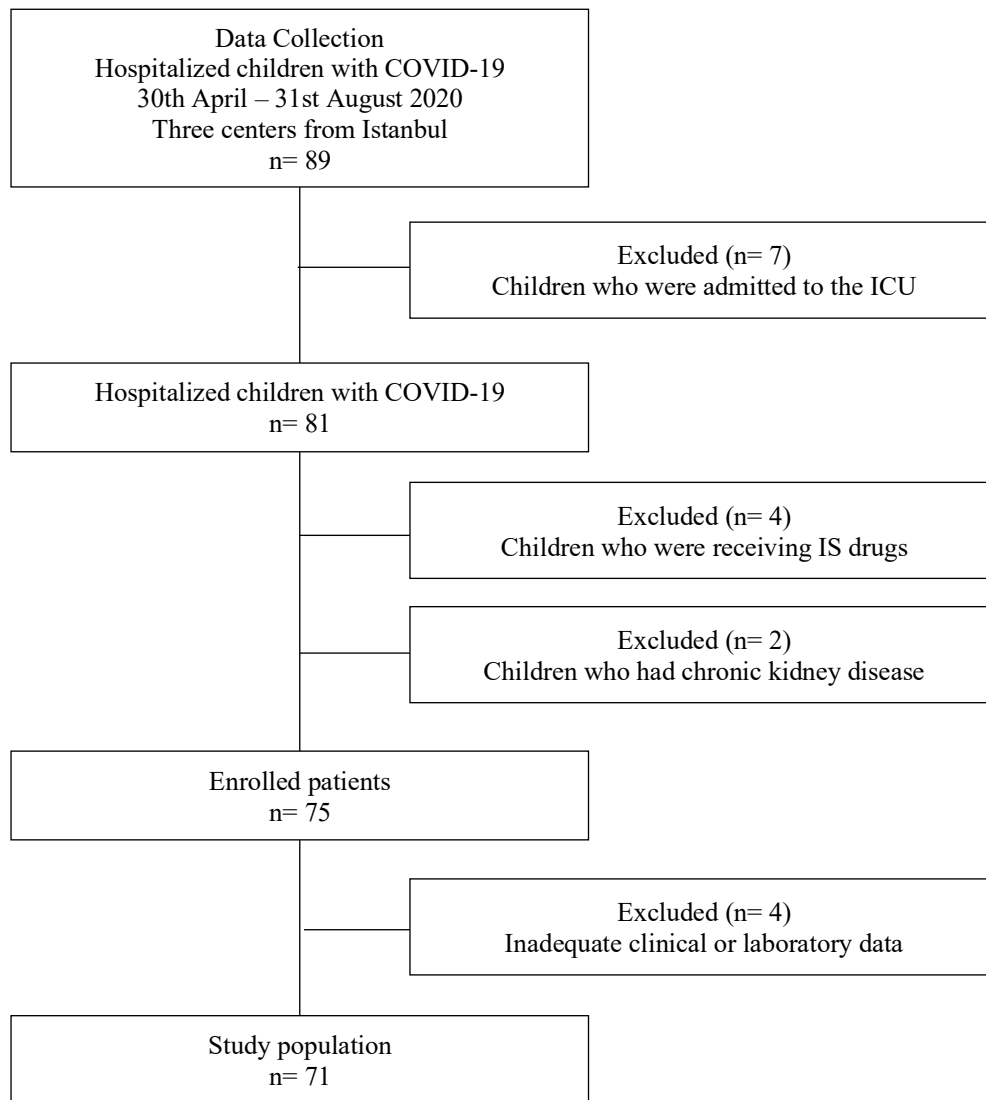 Data Collection
Hospitalized children with COVID-19
30th April – 31st August 2020
Three centers from Istanbul
n= 89
Excluded (n= 7)
Children who were admitted to the ICU
Hospitalized children with COVID-19
n= 81
Excluded (n= 4)
Children who were receiving IS drugs
Excluded (n= 2)
Children who had chronic kidney disease
Enrolled patients
n= 75
Excluded (n= 4)
Inadequate clinical or laboratory data
Study population
n= 71